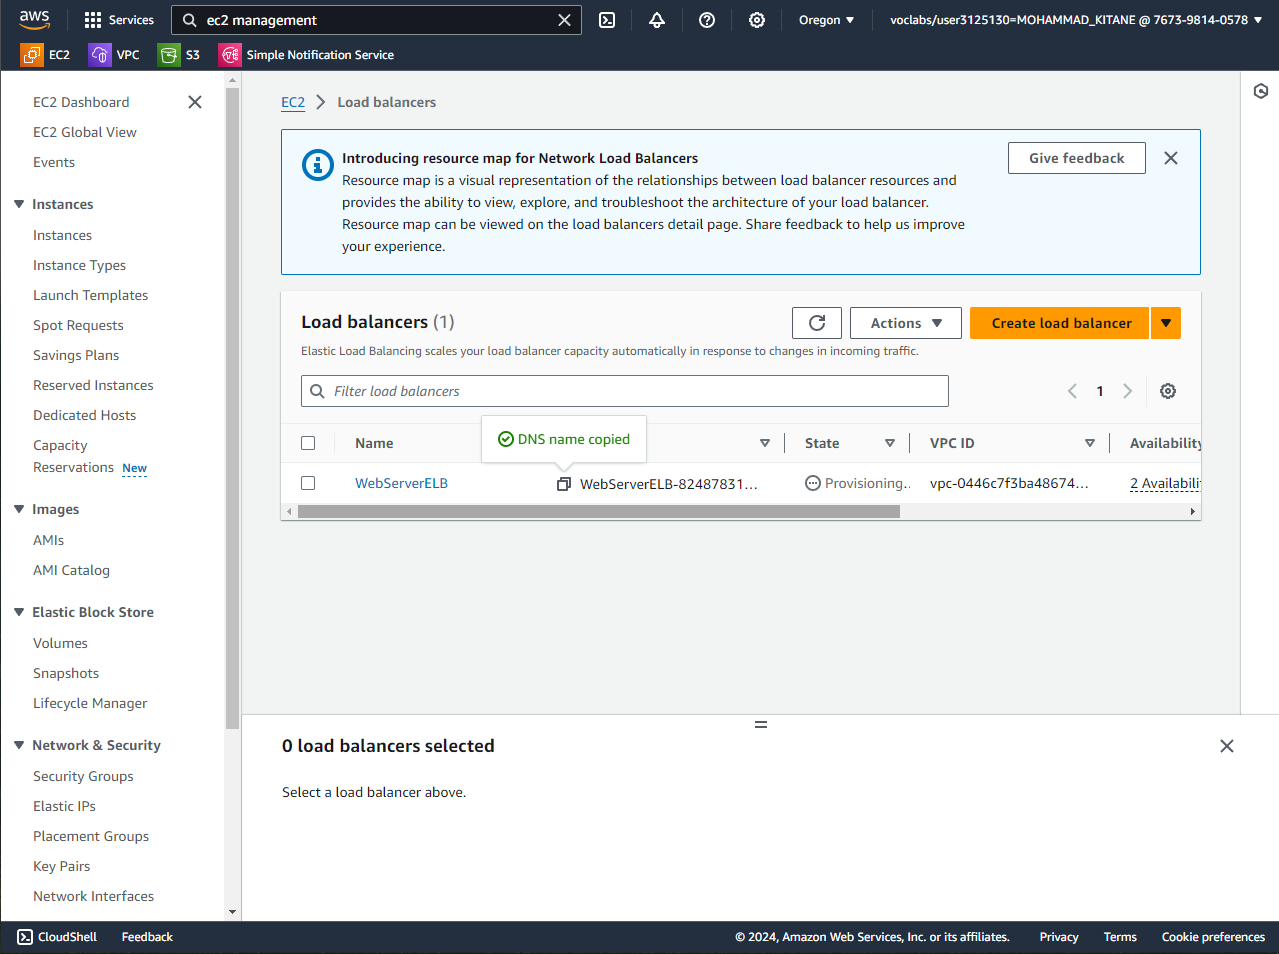 aws
Services
ec2 management
Oregon
voclabs/user3125130=MOHAMMAD_KITANE @ 7673-9814-0578
EC2
VPC
S3
Simple Notification Service
EC2 Dashboard
EC2 Global View
Events
Instances
Instances
Instance Types
Launch Templates
Spot Requests
Savings Plans
Reserved Instances
Dedicated Hosts
Capacity
Reservations New
Images
AMIs
AMI Catalog
Elastic Block Store
Volumes
Snapshots
Lifecycle Manager
Network & Security
Security Groups
Elastic IPs
Placement Groups
Key Pairs
Network Interfaces
EC2 > Load balancers
Introducing resource map for Network Load Balancers
Resource map is a visual representation of the relationships between load balancer resources and
provides the ability to view, explore, and troubleshoot the architecture of your load balancer.
Resource map can be viewed on the load balancers detail page. Share feedback to help us improve
your experience.
Give feedback
Load balancers (1)
Actions
Create load balancer
Elastic Load Balancing scales your load balancer capacity automatically in response to changes in incoming traffic.
Filter load balancers
1
DNS name copied
Name
State
VPC ID
Availability
WebServerELB
WebServerELB-82487831...
Provisioning..
vpc-0446c7f3ba48674...
2 Availabili
0 load balancers selected
Select a load balancer above.
CloudShell
Feedback
© 2024, Amazon Web Services, Inc. or its affiliates.
Privacy
Terms
Cookie preferences